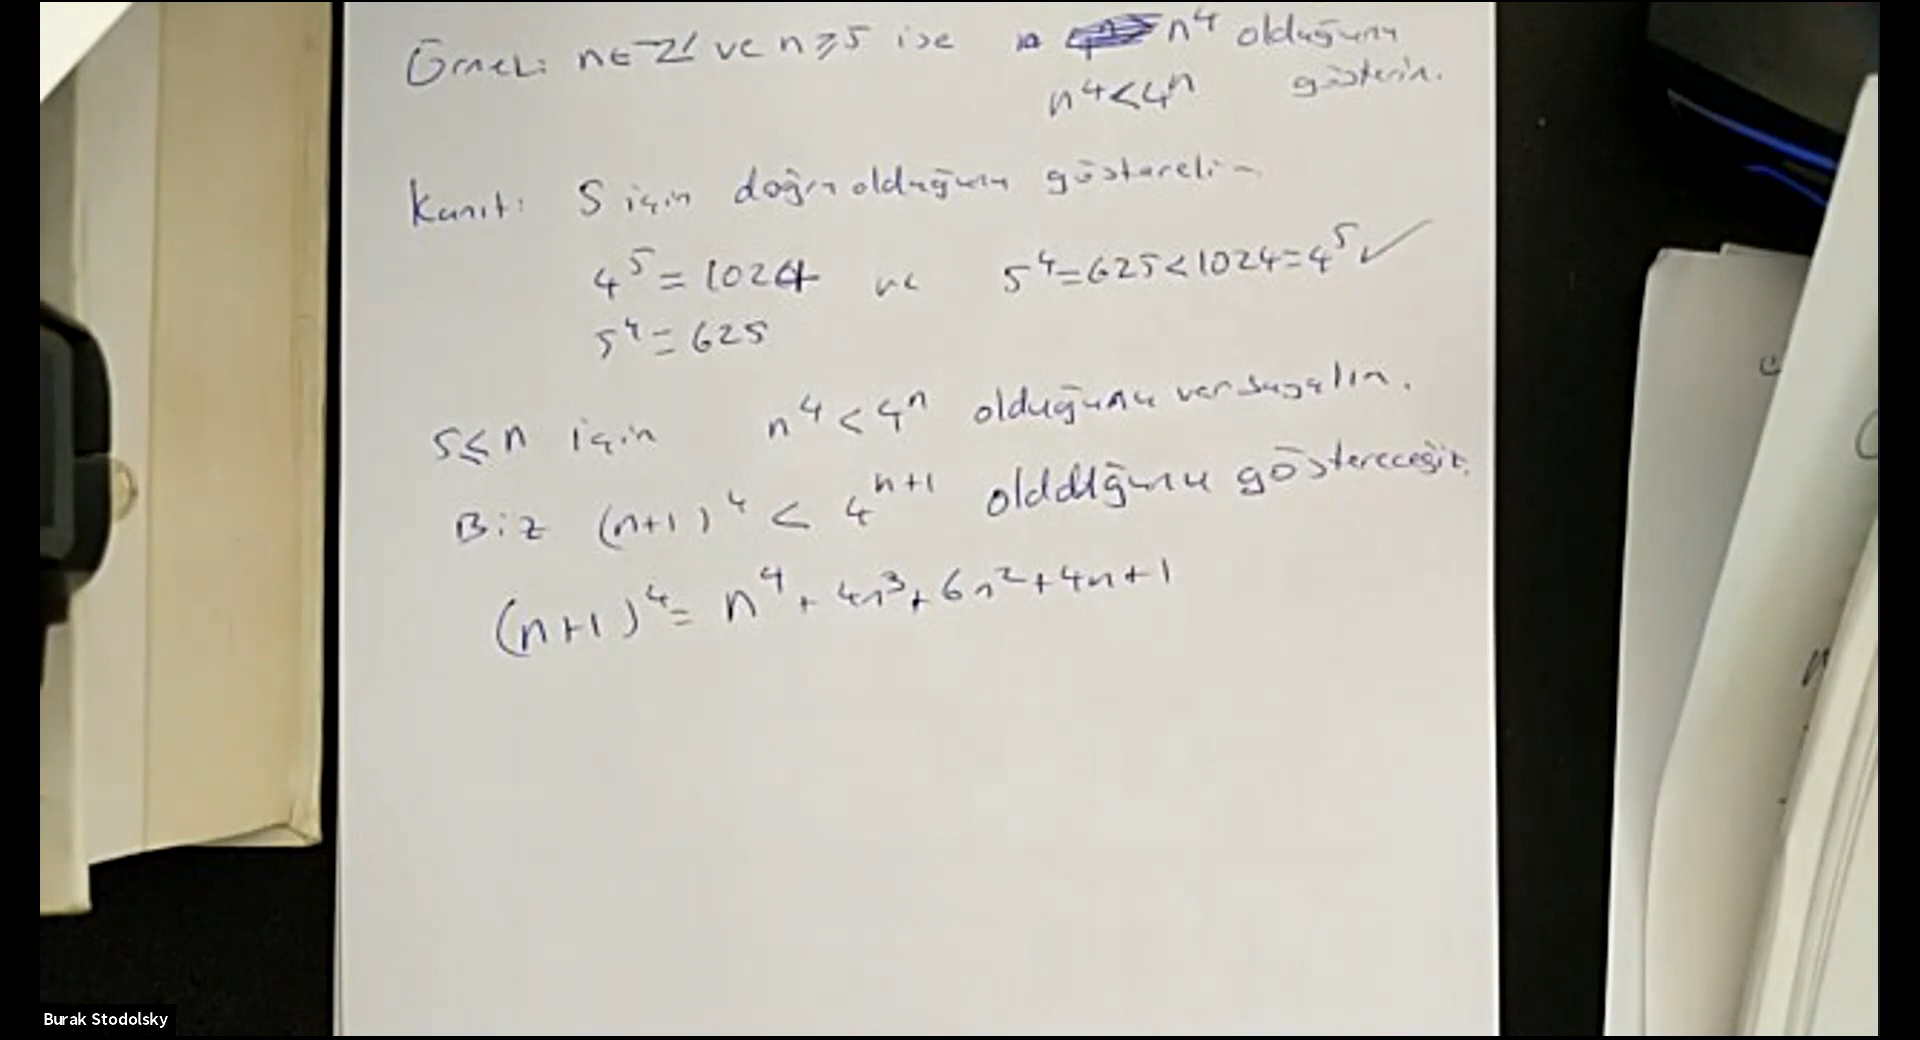 Örnek: n∈ℤ ve n≥5 ise n⁴ olduğunu
n⁴<4ⁿ gösterin.
Kanıt: 5 için doğru olduğunu gösterelim
4⁵=1024 ve 5⁴=625<1024=4⁵ ✓
5⁴=625
5≤n için n⁴<4ⁿ olduğunu varsayalım.
Biz (n+1)⁴ < 4ⁿ⁺¹ olduğunu göstereceğiz.
(n+1)⁴= n⁴+4n³+6n²+4n+1
Burak Stodolsky